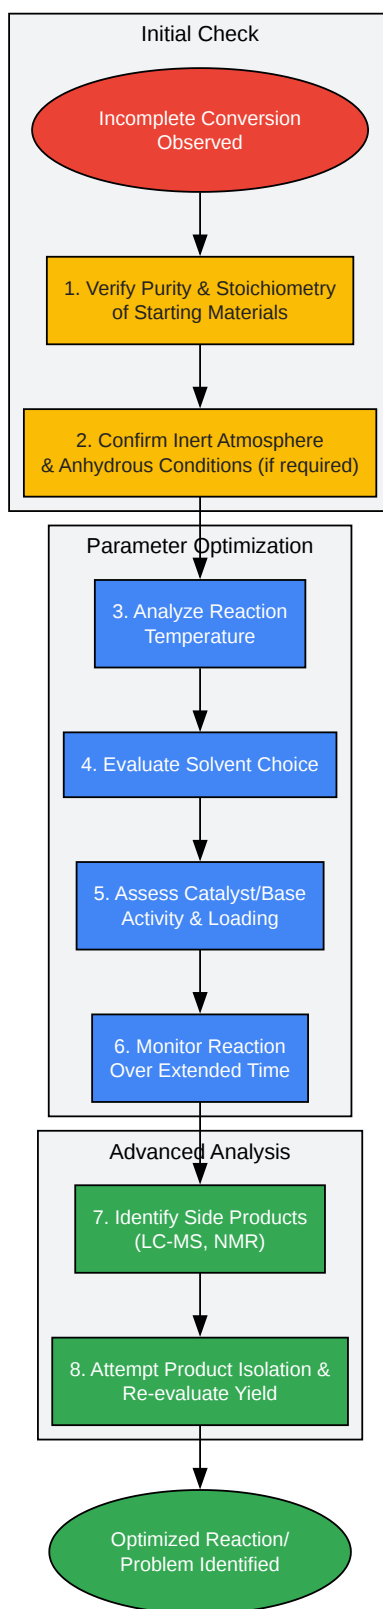 Initial Check
Incomplete Conversion
Observed
1. Verify Purity & Stoichiometry
of Starting Materials
2. Confirm Inert Atmosphere
& Anhydrous Conditions (if required)
Parameter Optimization
3. Analyze Reaction
Temperature
4. Evaluate Solvent Choice
5. Assess Catalyst/Base
Activity & Loading
6. Monitor Reaction
Over Extended Time
Advanced Analysis
7. Identify Side Products
(LC-MS, NMR)
8. Attempt Product Isolation &
Re-evaluate Yield
Optimized Reaction/
Problem Identified